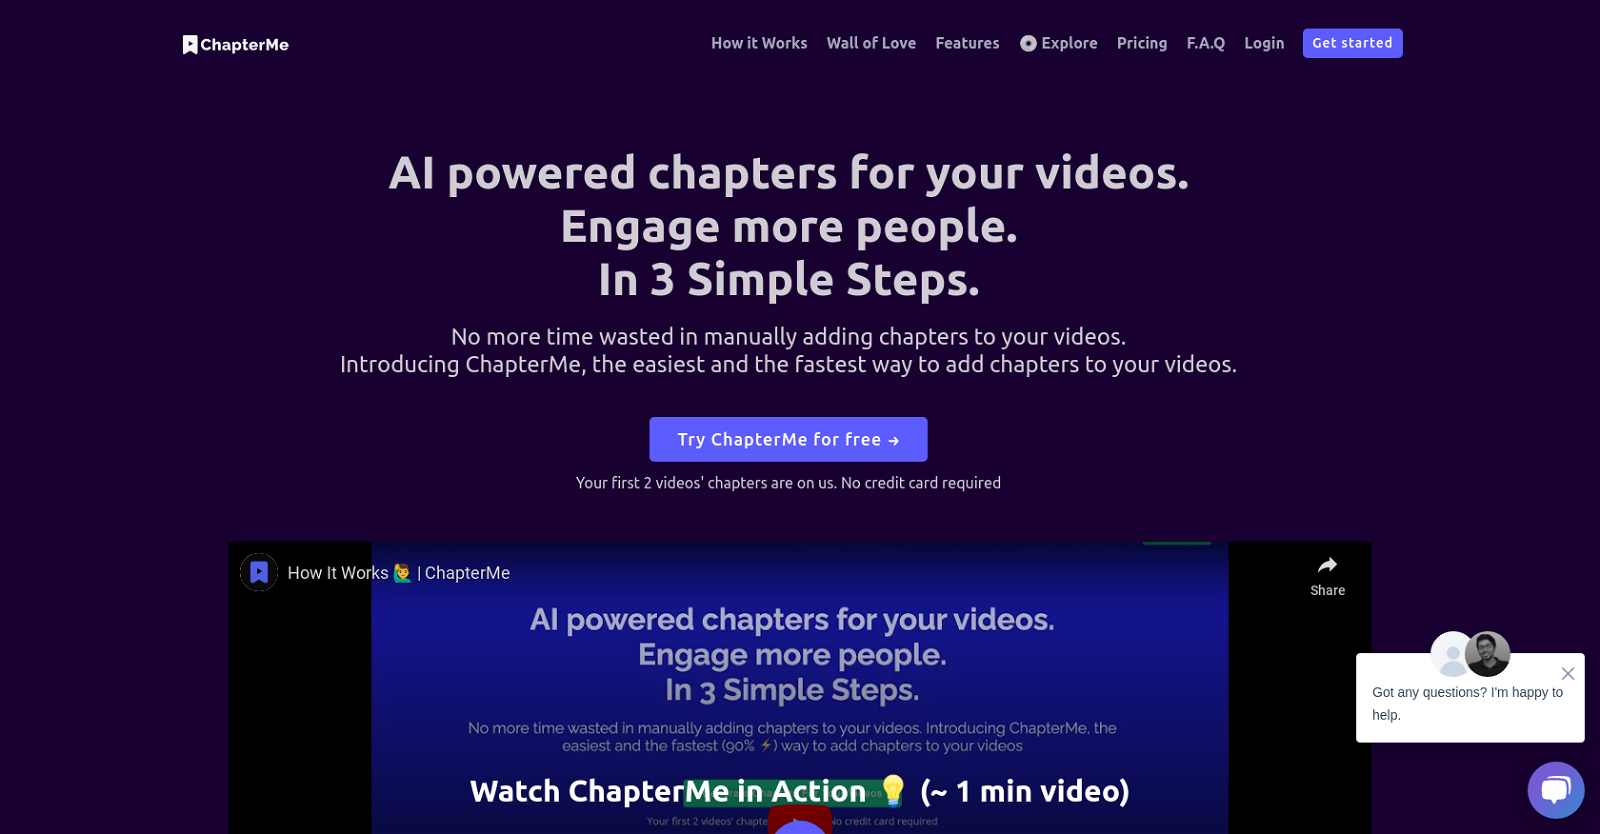 ChapterMe
How it Works
Wall of Love
Features
Explore
Pricing
F.A.Q
Login
Get started
AI powered chapters for your videos.
Engage more people.
In 3 Simple Steps.
No more time wasted in manually adding chapters to your videos.
Introducing ChapterMe, the easiest and the fastest way to add chapters to your videos.
Try ChapterMe for free →
Your first 2 videos' chapters are on us. No credit card required
How It Works 🙋‍♂️ | ChapterMe
Share
AI powered chapters for your videos.
Engage more people.
In 3 Simple Steps.
No more time wasted in manually adding chapters to your videos. Introducing ChapterMe, the
easiest and the fastest (90% ⚡) way to add chapters to your videos
Watch ChapterMe in Action 💡 (~ 1 min video)
Your first 2 videos' No credit card required
Got any questions? I'm happy to
help.